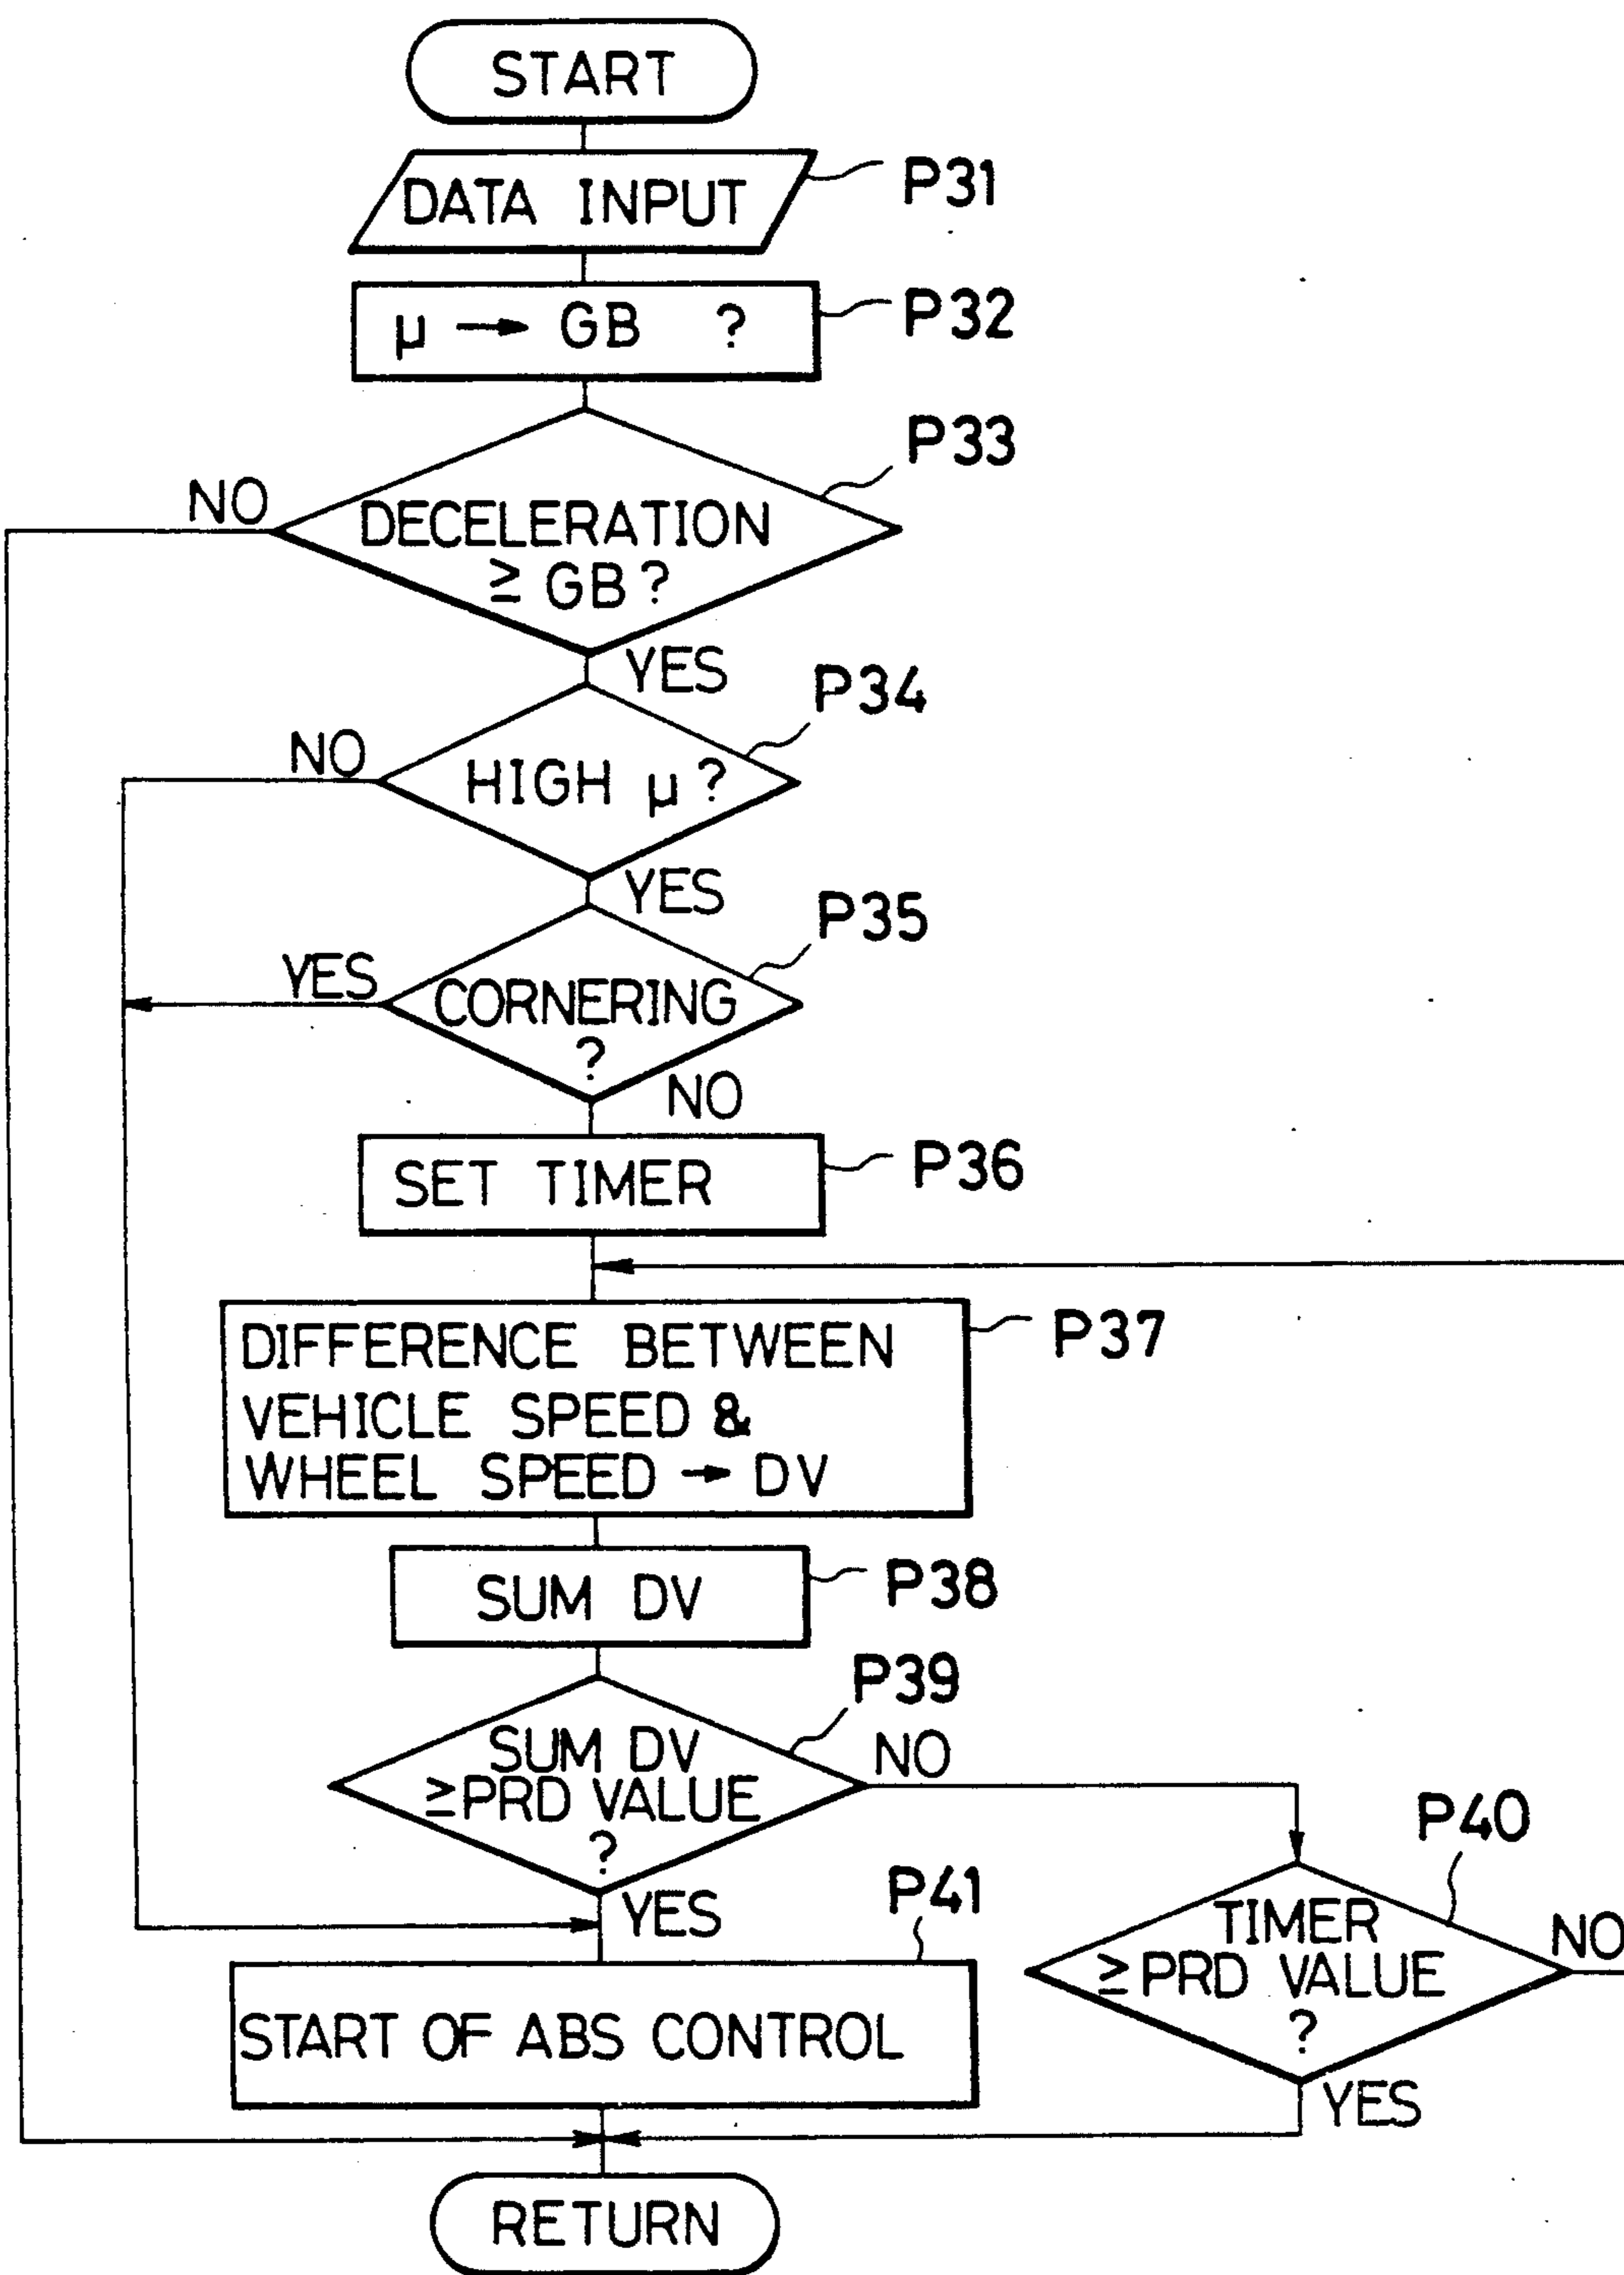 START
DATA INPUT
P31
μ → GB ?
P32
P33
NO
DECELERATION
≥ GB ?
YES
P34
NO
HIGH μ ?
YES
P35
YES
CORNERING
?
NO
SET TIMER
P36
DIFFERENCE BETWEEN
VEHICLE SPEED &
WHEEL SPEED → DV
P37
SUM DV
P38
P39
SUM DV
≥ PRD VALUE
?
NO
YES
P40
TIMER
≥ PRD VALUE
?
NO
YES
P41
START OF ABS CONTROL
RETURN